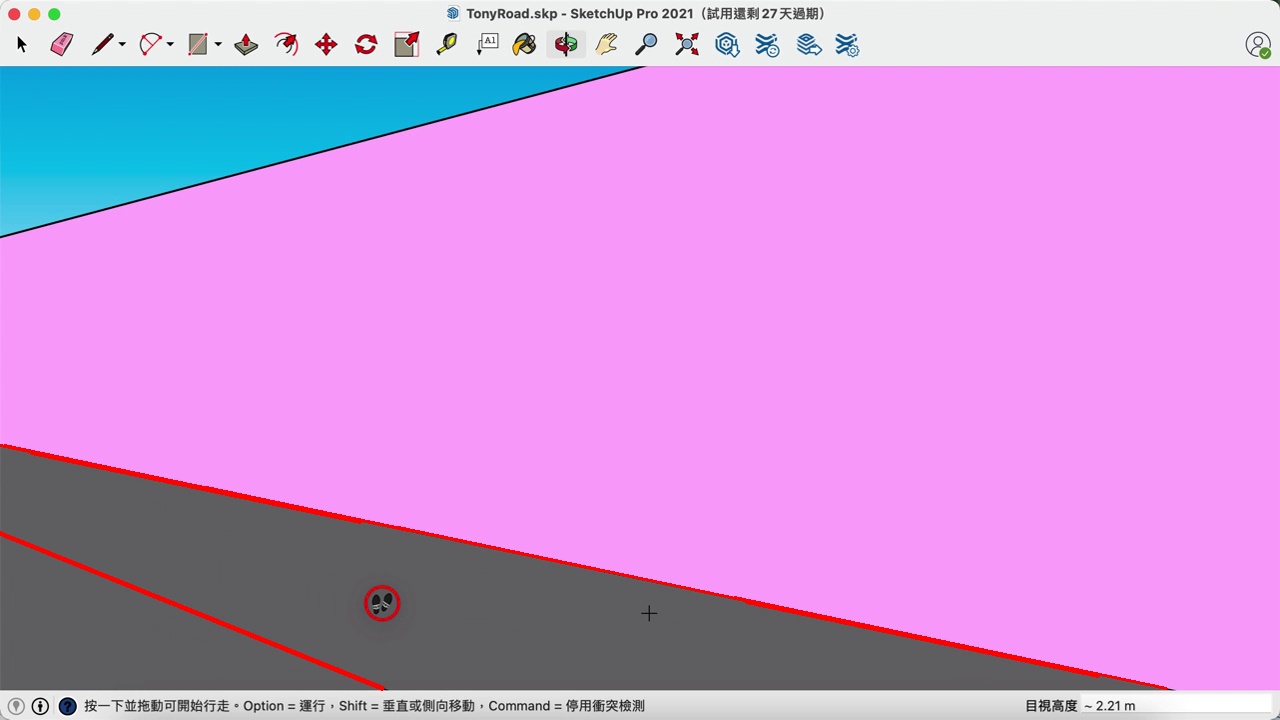 TonyRoad.skp - SketchUp Pro 2021（試用還剩 27 天過期）
A1
按一下並拖動可開始行走。Option = 運行，Shift = 垂直或側向移動，Command = 停用衝突檢測
目視高度 ~ 2.21 m